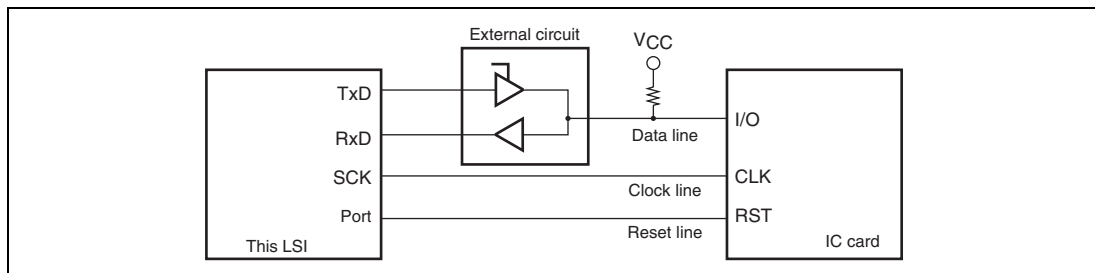 External circuit
VCC
TxD
RxD
SCK
Port
This LSI
Data line
Clock line
Reset line
I/O
CLK
RST
IC card